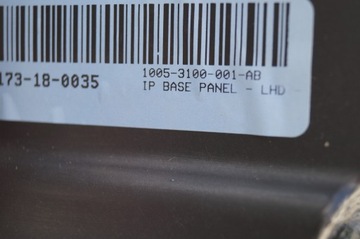 1005-3100-001-AB
173-18-0035
IP BASE PANEL - LHD